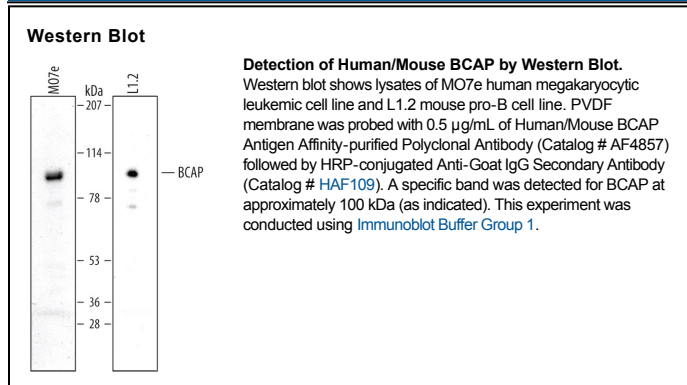 Western Blot
MO7e
kDa
L1.2
207
114
BCAP
78
53
36
28
Detection of Human/Mouse BCAP by Western Blot.
Western blot shows lysates of MO7e human megakaryocytic
leukemic cell line and L1.2 mouse pro-B cell line. PVDF
membrane was probed with 0.5 µg/mL of Human/Mouse BCAP
Antigen Affinity-purified Polyclonal Antibody (Catalog # AF4857)
followed by HRP-conjugated Anti-Goat IgG Secondary Antibody
(Catalog # HAF109). A specific band was detected for BCAP at
approximately 100 kDa (as indicated). This experiment was
conducted using Immunoblot Buffer Group 1.